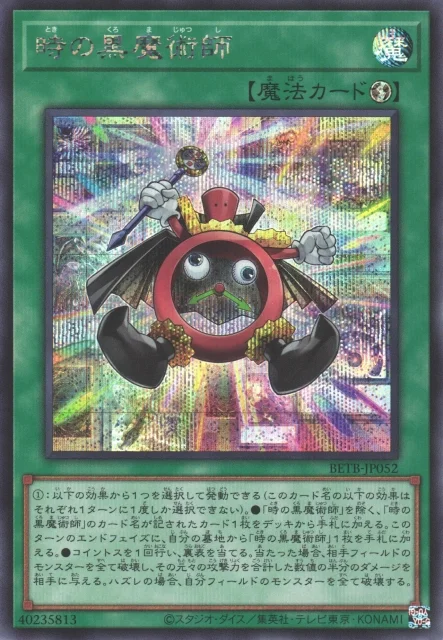 時の黒魔術師
【魔法カード】
BETB-JP052
①:以下の効果から1つを選択して発動できる(このカード名の以下の効果は
それぞれ1ターンに1度しか選択できない)。●「時の黒魔術師」を除く、「時の
黒魔術師」のカード名が記されたカード1枚をデッキから手札に加える。この
ターンのエンドフェイズに、自分の墓地から「時の黒魔術師」1枚を手札に加
える。●コイントスを1回行い、裏表を当てる。当たった場合、相手フィールドの
モンスターを全て破壊し、その元々の攻撃力を合計した数値の半分のダメージを
相手に与える。ハズレの場合、自分フィールドのモンスターを全て破壊する。
40235813
©スタジオ・ダイス/集英社・テレビ東京・KONAMI